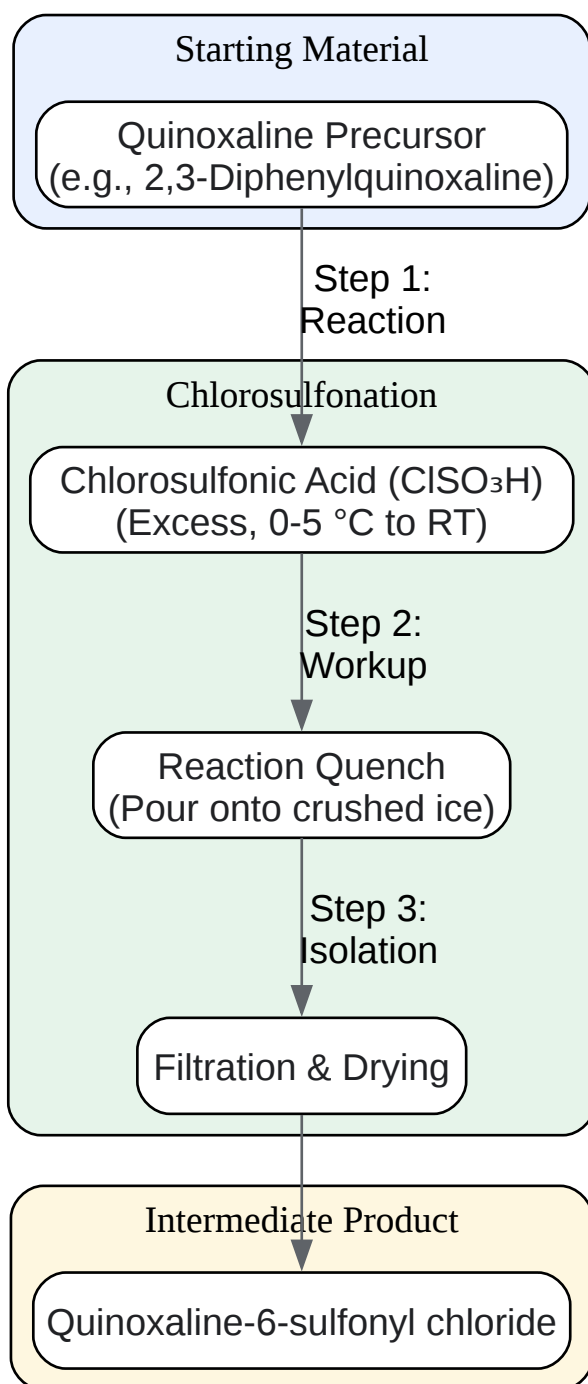 Starting Material
Quinoxaline Precursor
(e.g., 2,3-Diphenylquinoxaline)
Step 1:
Reaction
Chlorosulfonation
Chlorosulfonic Acid (ClSO₃H)
(Excess, 0-5 °C to RT)
Step 2:
Workup
Reaction Quench
(Pour onto crushed ice)
Step 3:
Isolation
Filtration & Drying
Intermediate Product
Quinoxaline-6-sulfonyl chloride